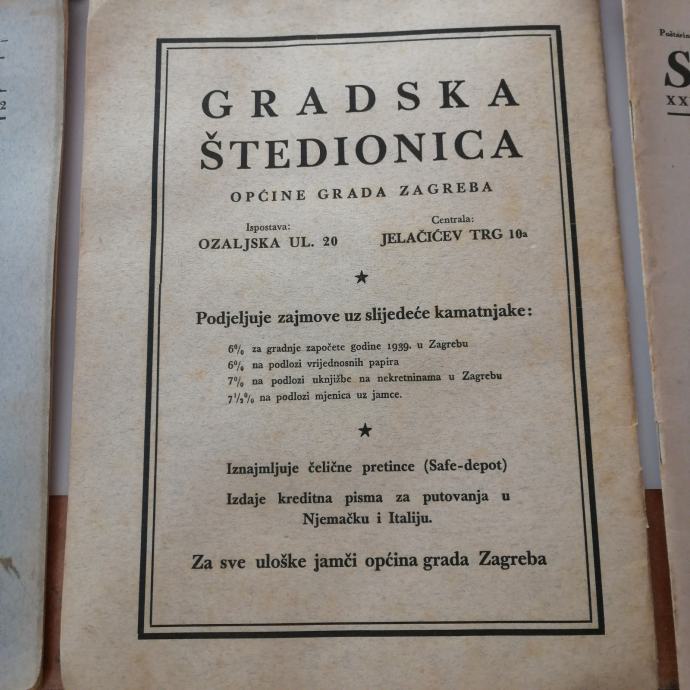 GRADSKA
ŠTEDIONICA
OPĆINE GRADA ZAGREBA
Ispostava:
OZALJSKA UL. 20
Centrala:
JELAČIĆEV TRG 10a
Podjeljuje zajmove uz slijedeće kamatnjake:
6% za gradnje započete godine 1939. u Zagrebu
6% na podlozi vrijednosnih papira
7% na podlozi uknjižbe na nekretninama u Zagrebu
7½% na podlozi mjenica uz jamce.
Iznajmljuje čelične pretince (Safe-depot)
Izdaje kreditna pisma za putovanja u
Njemačku i Italiju.
Za sve uloške jamči općina grada Zagreba